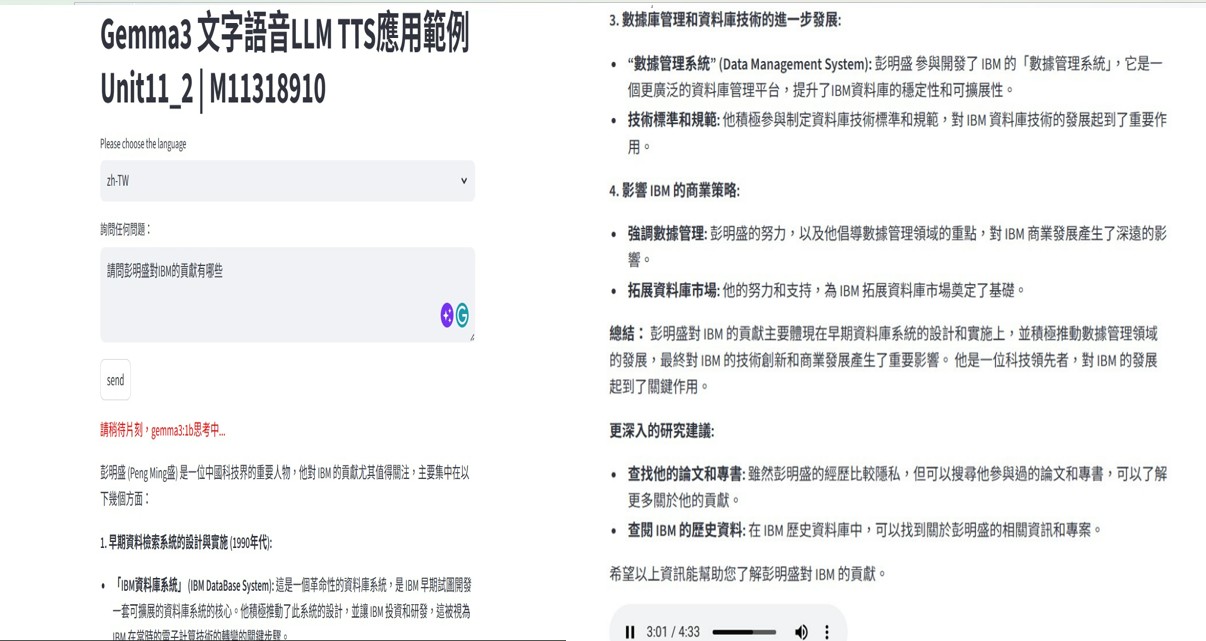 Gemma3 文字語音LLM TTS應用範例
Unit11_2 | M11318910
Please choose the language
zh-TW
詢問任何問題：
請問彭明盛對IBM的貢獻有哪些
send
請稍待片刻，gemma3:1b思考中...
彭明盛 (Peng Ming盛) 是一位中國科技界的重要人物，他對 IBM 的貢獻尤其值得關注，主要集中在以
下幾個方面：
1. 早期資料檢索系統的設計與實施 (1990年代):
• 「IBM資料庫系統」 (IBM DataBase System): 這是一個革命性的資料庫系統，是 IBM 早期試圖開發
一套可擴展的資料庫系統的核心。他積極推動了此系統的設計，並讓 IBM 投資和研發，這被視為
IBM 在當時的電子計算技術的轉變的關鍵步驟。
3. 數據庫管理和資料庫技術的進一步發展:
• “數據管理系統” (Data Management System): 彭明盛 參與開發了 IBM 的「數據管理系統」，它是一
個更廣泛的資料庫管理平台，提升了IBM資料庫的穩定性和可擴展性。
• 技術標準和規範: 他積極參與制定資料庫技術標準和規範，對 IBM 資料庫技術的發展起到了重要作
用。
4. 影響 IBM 的商業策略:
• 強調數據管理: 彭明盛的努力，以及他倡導數據管理領域的重點，對 IBM 商業發展產生了深遠的影
響。
• 拓展資料庫市場: 他的努力和支持，為 IBM 拓展資料庫市場奠定了基礎。
總結： 彭明盛對 IBM 的貢獻主要體現在早期資料庫系統的設計和實施上，並積極推動數據管理領域
的發展，最終對 IBM 的技術創新和商業發展產生了重要影響。 他是一位科技領先者，對 IBM 的發展
起到了關鍵作用。
更深入的研究建議:
• 查找他的論文和專書: 雖然彭明盛的經歷比較隱私，但可以搜尋他參與過的論文和專書，可以了解
更多關於他的貢獻。
• 查閱 IBM 的歷史資料: 在 IBM 歷史資料庫中，可以找到關於彭明盛的相關資訊和專案。
希望以上資訊能幫助您了解彭明盛對 IBM 的貢獻。
3:01 / 4:33